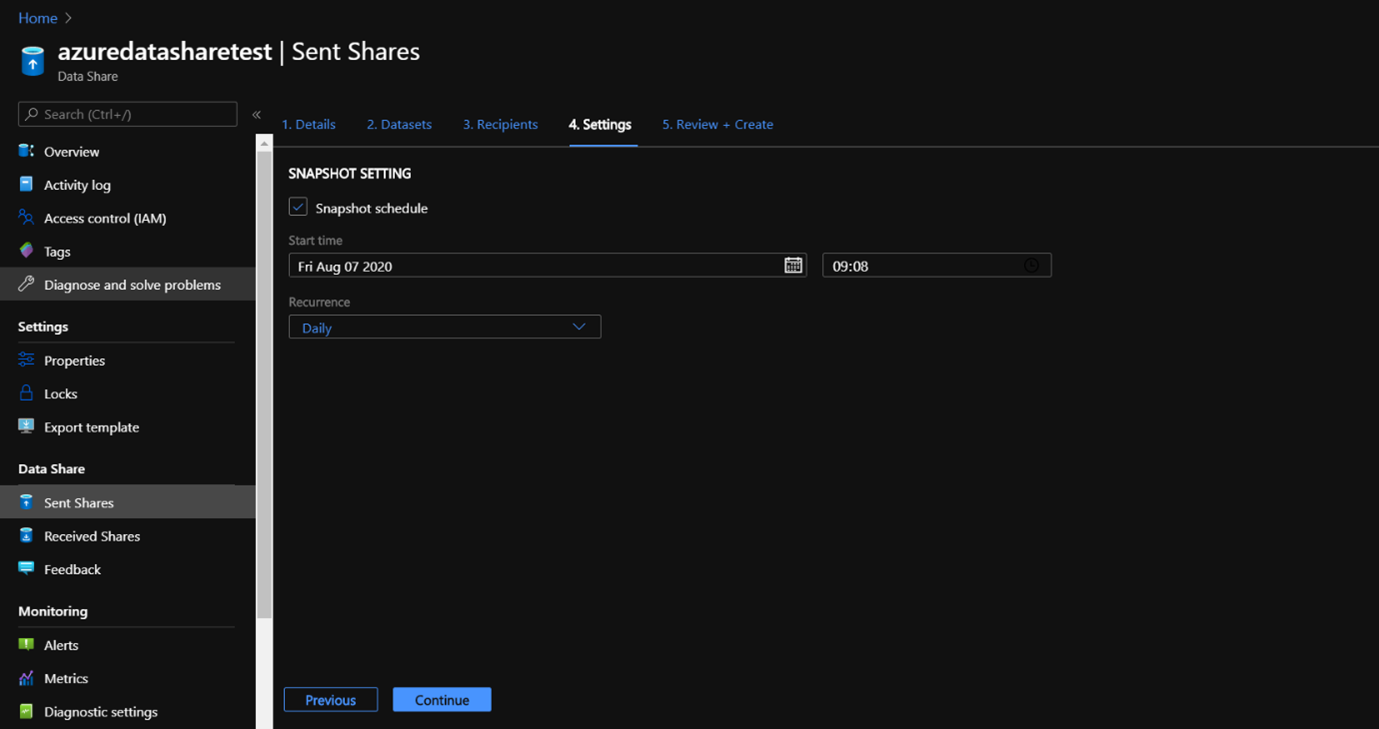 Home >
azuredatasharetest | Sent Shares
Data Share
Search (Ctrl+/)
«
Overview
Activity log
Access control (IAM)
Tags
Diagnose and solve problems
Settings
Properties
Locks
Export template
Data Share
Sent Shares
Received Shares
Feedback
Monitoring
Alerts
Metrics
Diagnostic settings
1. Details 2. Datasets 3. Recipients 4. Settings 5. Review + Create
SNAPSHOT SETTING
Snapshot schedule
Start time
Fri Aug 07 2020 09:08
Recurrence
Daily
Previous Continue